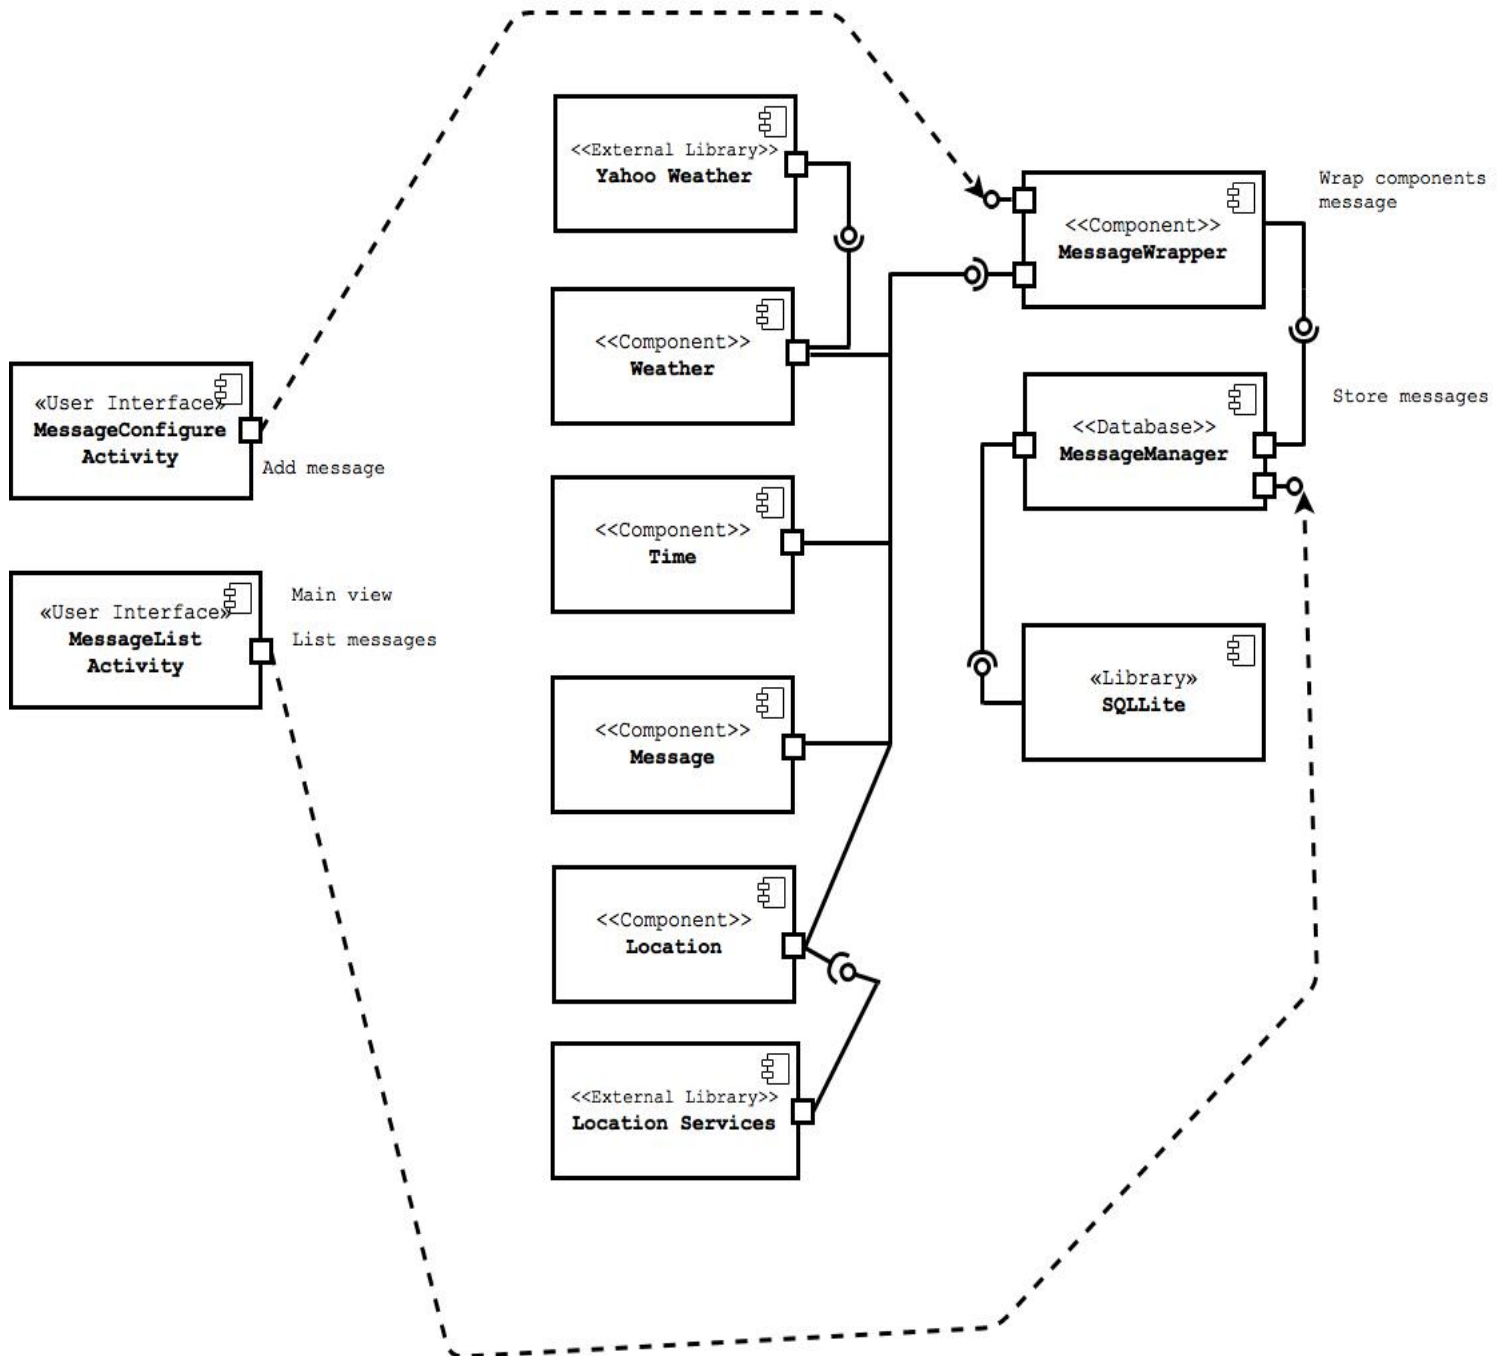 <<External Library>>
Yahoo Weather
Wrap components
message
<<Component>>
MessageWrapper
<<Component>>
Weather
«User Interface»
MessageConfigure
Activity
Add message
Store messages
<<Database>>
MessageManager
<<Component>>
Time
«User Interface»
MessageList
Activity
Main view
List messages
«Library»
SQLLite
<<Component>>
Message
<<Component>>
Location
<<External Library>>
Location Services